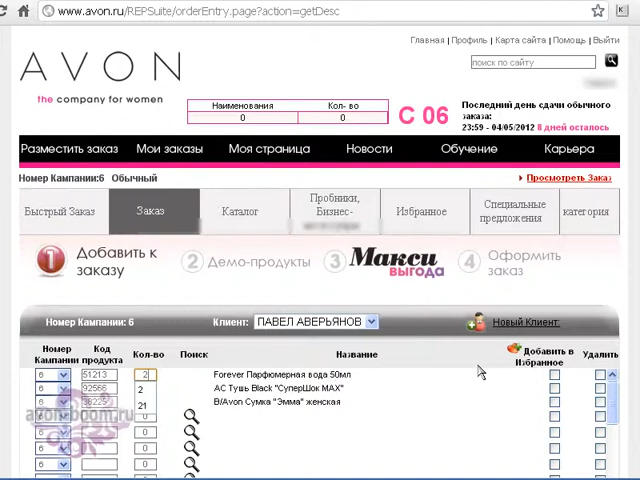 www.avon.ru/REPSuite/orderEntry.page?action=getDesc
Главная | Профиль | Карта сайта | Помощь | Выйти
AVON
the company for women
поиск по сайту
Наименования Кол- во
0 0
С 06
Последний день сдачи обычного
заказа:
23:59 - 04/05/2012 8 дней осталось
Разместить заказ Мои заказы Моя страница Новости Обучение Карьера
Номер Кампании:6 Обычный
Просмотреть Заказ
Быстрый Заказ Заказ Каталог Пробники, Бизнес- Избранное Специальные предложения категория
1 Добавить к заказу 2 Демо-продукты 3 Макси выгода 4 Оформить заказ
Номер Кампании: 6 Клиент: ПАВЕЛ АВЕРЬЯНОВ Новый Клиент
Номер Кампании Код продукта Кол-во Поиск Название Добавить в Избранное Удалить
6 51213 2 Forever Парфюмерная вода 50мл
6 92566 2 АС Тушь Black "СуперШок МАХ"
6 38225 21 В/Avon Сумка "Эмма" женская
6 0
6 0
6 0
6 0
avon-boom.ru